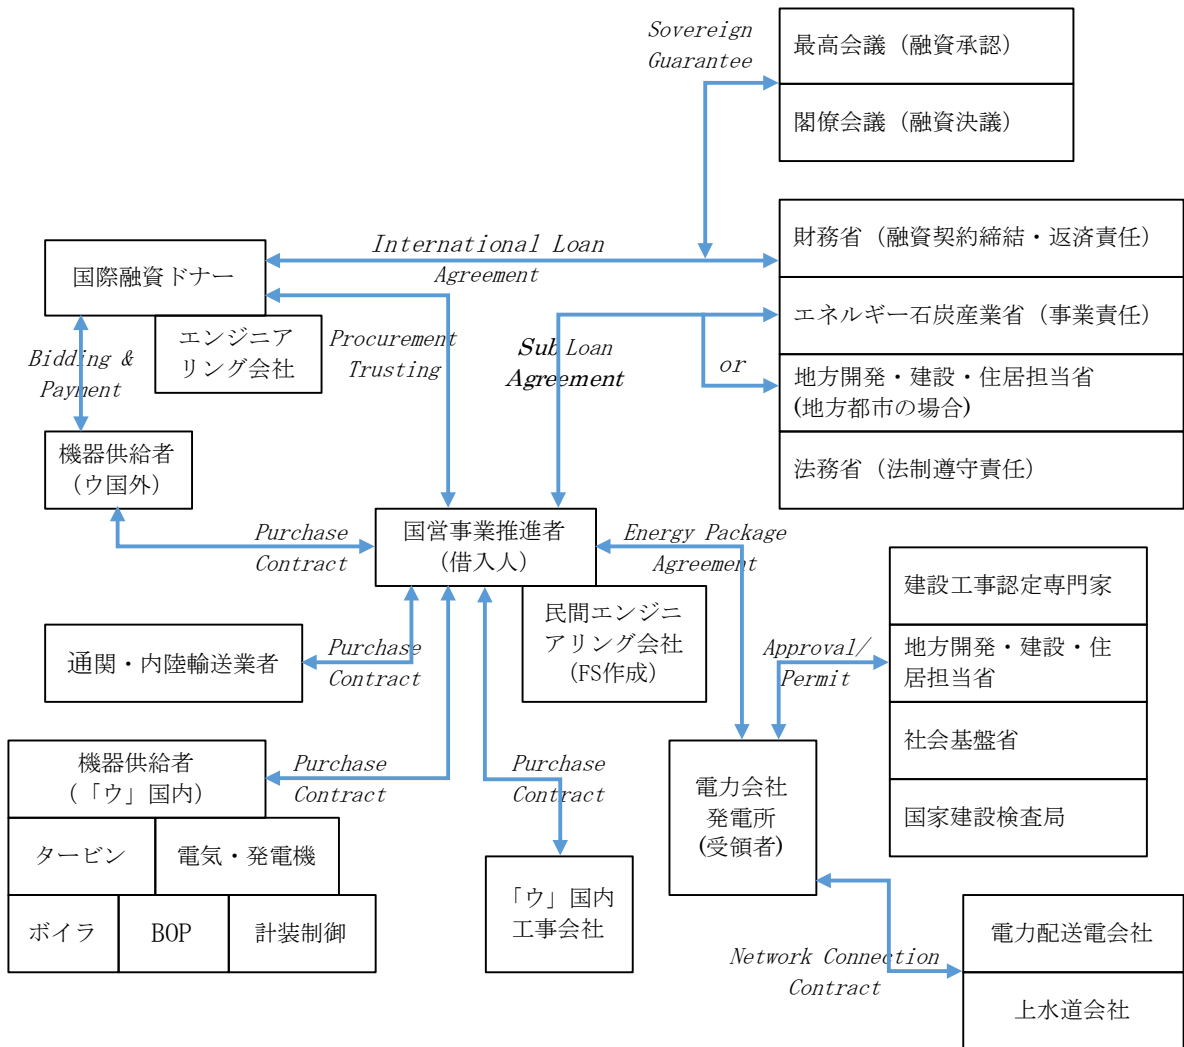 Sovereign
Guarantee
最高会議（融資承認）
閣僚会議（融資決議）
財務省（融資契約締結・返済責任）
エネルギー石炭産業省（事業責任）
地方開発・建設・住居担当省
(地方都市の場合)
法務省（法制遵守責任）
International Loan
Agreement
国際融資ドナー
エンジニア
リング会社
Procurement
Trusting
Sub Loan
Agreement
or
Bidding &
Payment
機器供給者
（ウ国外）
Purchase
Contract
国営事業推進者
（借入人）
Energy Package
Agreement
民間エンジニ
アリング会社
(FS作成)
通関・内陸輸送業者
Purchase
Contract
Approval/
Permit
建設工事認定専門家
地方開発・建設・住
居担当省
社会基盤省
国家建設検査局
機器供給者
（「ウ」国内）
Purchase
Contract
Purchase
Contract
電力会社
発電所
(受領者)
タービン
電気・発電機
ボイラ
BOP
計装制御
「ウ」国内
工事会社
Network Connection
Contract
電力配送電会社
上水道会社